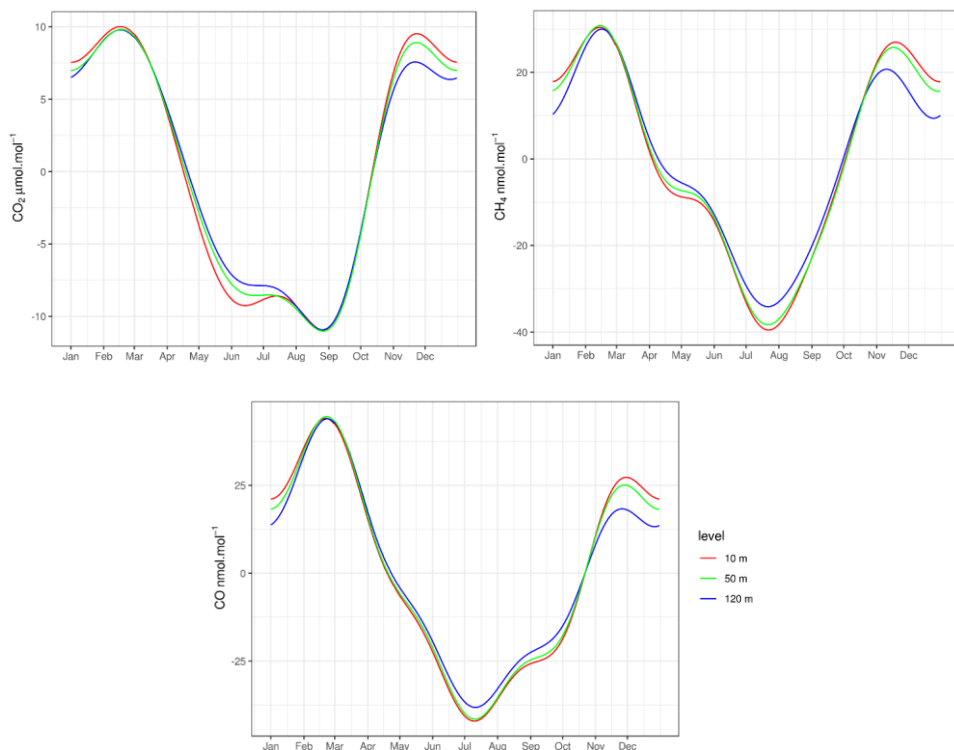 CO₂ μmol.mol⁻¹
10
5
0
-5
-10
Jan Feb Mar Apr May Jun Jul Aug Sep Oct Nov Dec
CH₄ nmol.mol⁻¹
20
0
-20
-40
Jan Feb Mar Apr May Jun Jul Aug Sep Oct Nov Dec
CO nmol.mol⁻¹
25
0
-25
Jan Feb Mar Apr May Jun Jul Aug Sep Oct Nov Dec
level
10 m
50 m
120 m